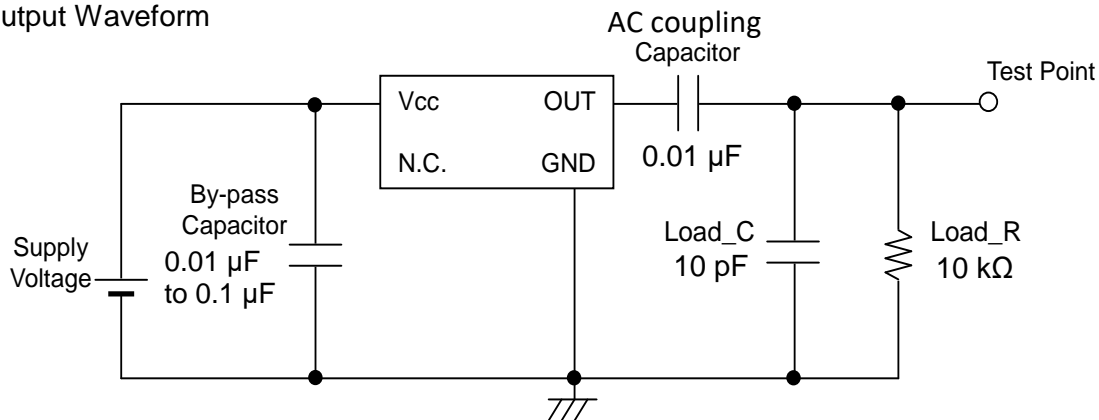 utput Waveform
AC coupling
Capacitor
Test Point
Vcc
OUT
N.C.
GND
0.01 µF
By-pass
Capacitor
0.01 µF
to 0.1 µF
Supply
Voltage
Load_C
10 pF
Load_R
10 kΩ